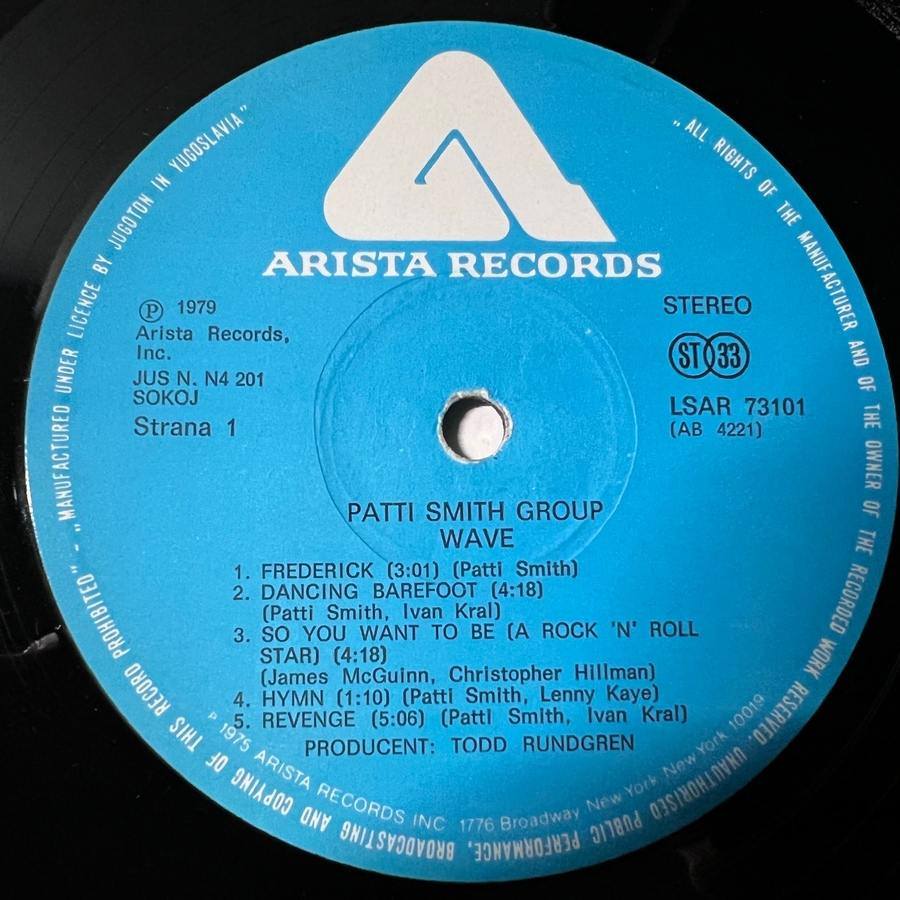 ARISTA RECORDS
Ⓟ 1979
Arista Records,
Inc.
JUS N. N4 201
SOKOJ
Strana 1
STEREO
ST 33
LSAR 73101
(AB 4221)
PATTI SMITH GROUP
WAVE
1. FREDERICK (3:01) (Patti Smith)
2. DANCING BAREFOOT (4:18)
(Patti Smith, Ivan Kral)
3. SO YOU WANT TO BE (A ROCK 'N' ROLL
STAR) (4:18)
(James McGuinn, Christopher Hillman)
4. HYMN (1:10) (Patti Smith, Lenny Kaye)
5. REVENGE (5:06) (Patti Smith, Ivan Kral)
PRODUCENT: TODD RUNDGREN
P 1975 ARISTA RECORDS INC 1776 Broadway New York, New York 10019
„ALL RIGHTS OF THE MANUFACTURER AND OF THE OWNER OF THE RECORDED WORK RESERVED. UNAUTHORISED PUBLIC PERFORMANCE, BROADCASTING AND COPYING OF THIS RECORD PROHIBITED" - „MANUFACTURED UNDER LICENCE BY JUGOTON IN YUGOSLAVIA"